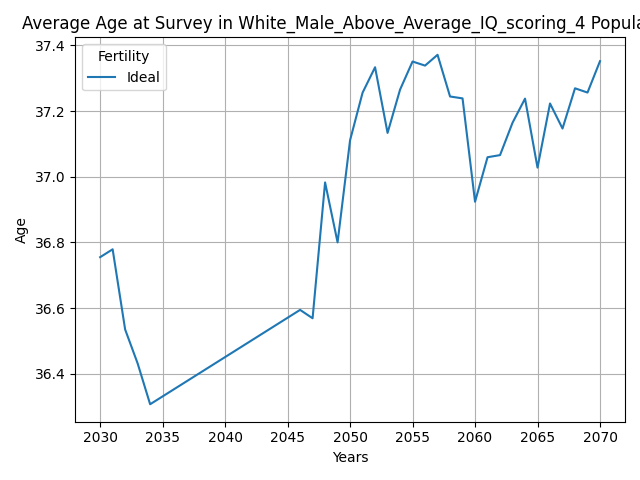 Average Age at Survey in White_Male_Above_Average_IQ_scoring_4 Popula
Fertility
Ideal
Age
37.4
37.2
37.0
36.8
36.6
36.4
2030 2035 2040 2045 2050 2055 2060 2065 2070
Years